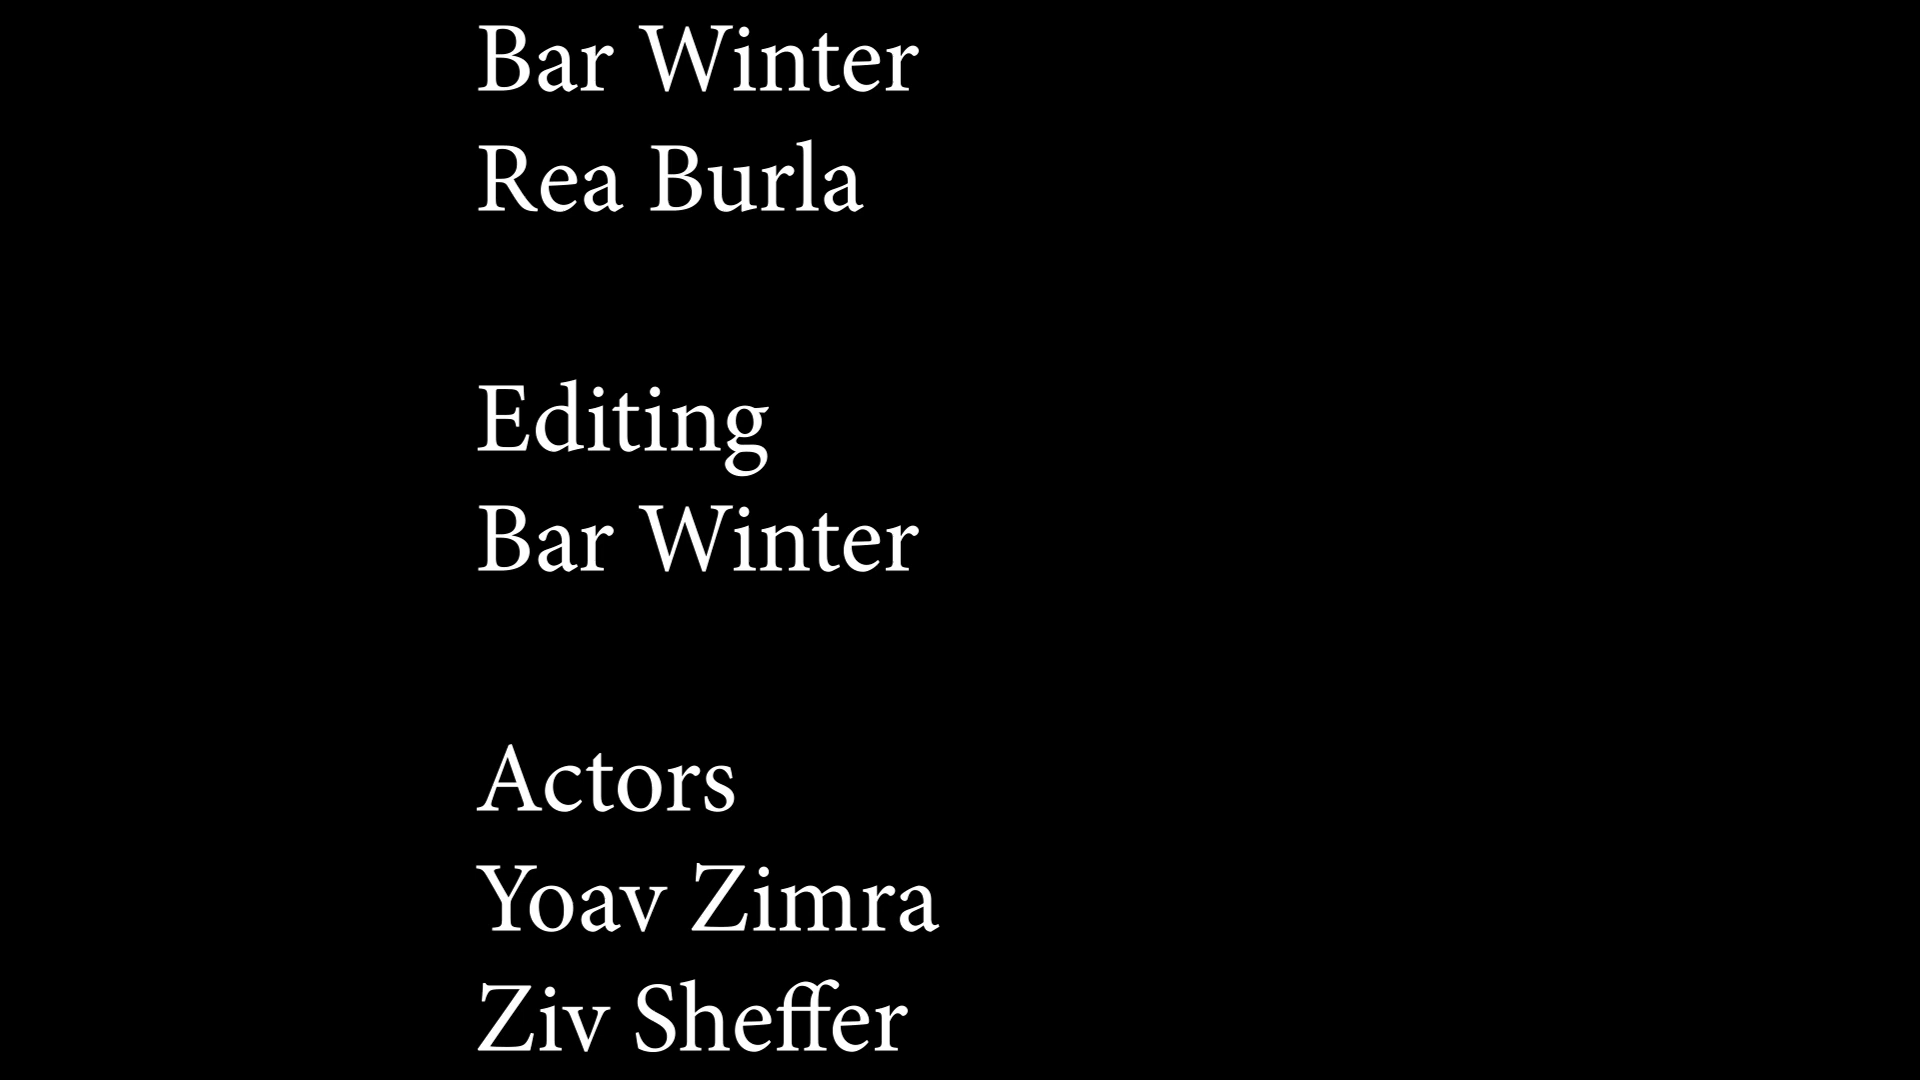 Bar Winter
Rea Burla
Editing
Bar Winter
Actors
Yoav Zimra
Ziv Sheffer